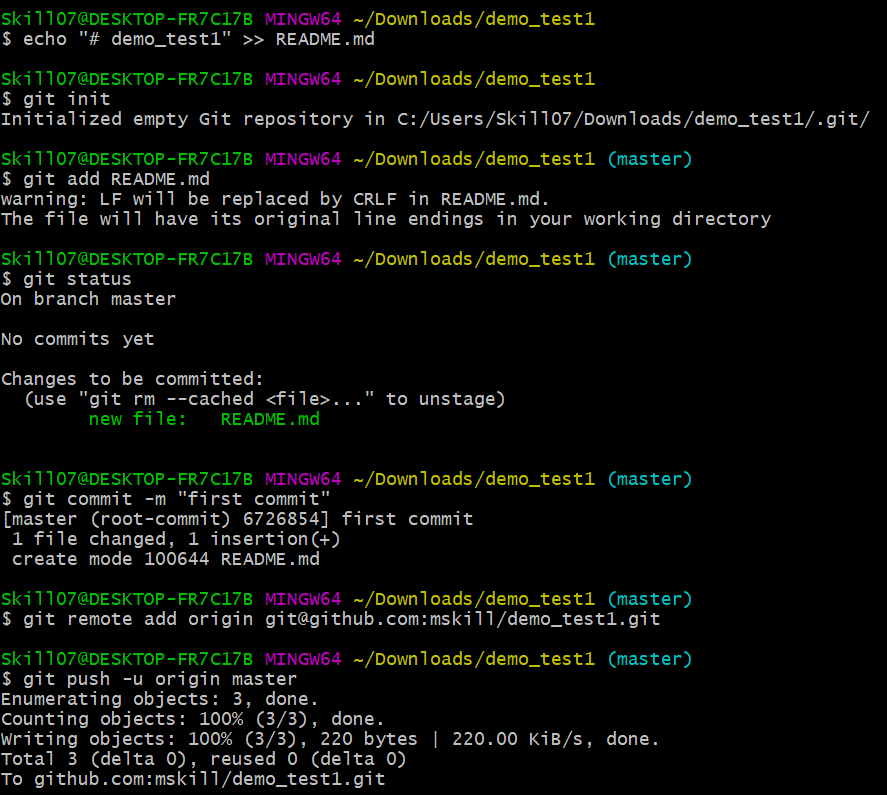 Skill07@DESKTOP-FR7C17B MINGW64 ~/Downloads/demo_test1
$ echo "# demo_test1" >> README.md

Skill07@DESKTOP-FR7C17B MINGW64 ~/Downloads/demo_test1
$ git init
Initialized empty Git repository in C:/Users/Skill07/Downloads/demo_test1/.git/

Skill07@DESKTOP-FR7C17B MINGW64 ~/Downloads/demo_test1 (master)
$ git add README.md
warning: LF will be replaced by CRLF in README.md.
The file will have its original line endings in your working directory

Skill07@DESKTOP-FR7C17B MINGW64 ~/Downloads/demo_test1 (master)
$ git status
On branch master

No commits yet

Changes to be committed:
  (use "git rm --cached <file>..." to unstage)
        new file:   README.md


Skill07@DESKTOP-FR7C17B MINGW64 ~/Downloads/demo_test1 (master)
$ git commit -m "first commit"
[master (root-commit) 6726854] first commit
 1 file changed, 1 insertion(+)
 create mode 100644 README.md

Skill07@DESKTOP-FR7C17B MINGW64 ~/Downloads/demo_test1 (master)
$ git remote add origin git@github.com:mskill/demo_test1.git

Skill07@DESKTOP-FR7C17B MINGW64 ~/Downloads/demo_test1 (master)
$ git push -u origin master
Enumerating objects: 3, done.
Counting objects: 100% (3/3), done.
Writing objects: 100% (3/3), 220 bytes | 220.00 KiB/s, done.
Total 3 (delta 0), reused 0 (delta 0)
To github.com:mskill/demo_test1.git